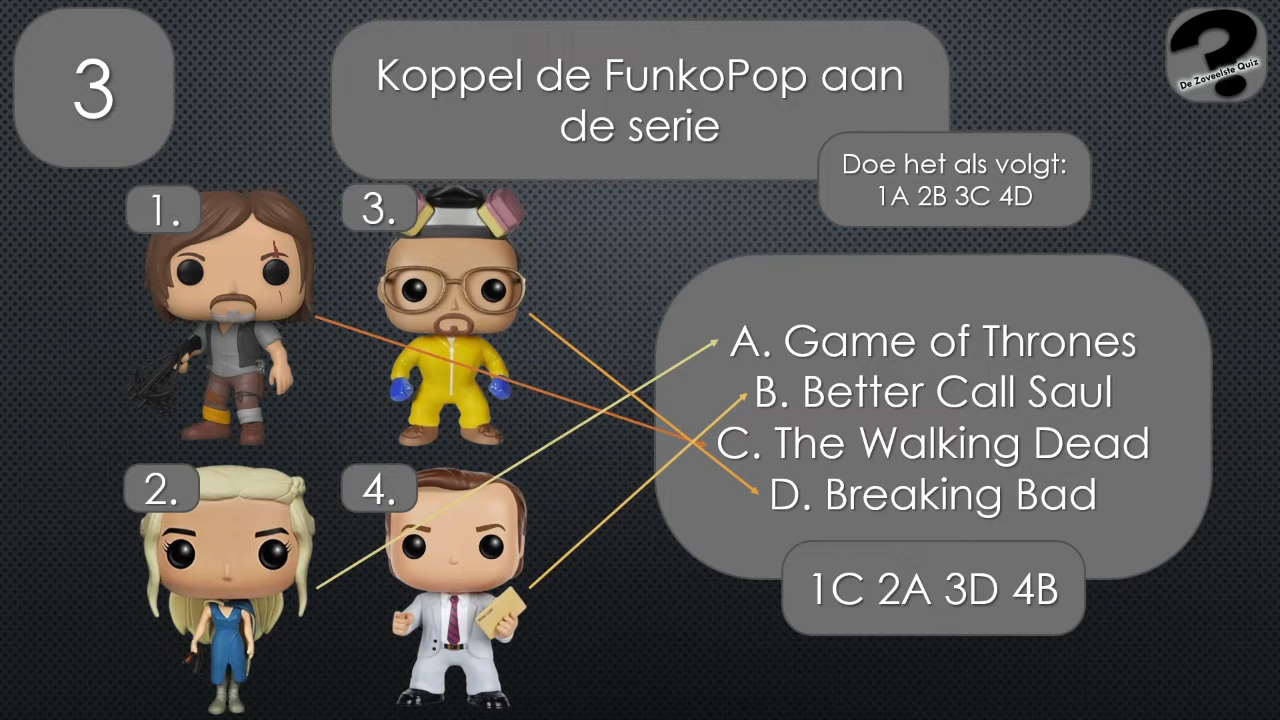 3
Koppel de FunkoPop aan
de serie
De Zoveelste Quiz
Doe het als volgt:
1A 2B 3C 4D
1.
3.
2.
4.
A. Game of Thrones
B. Better Call Saul
C. The Walking Dead
D. Breaking Bad
1C 2A 3D 4B